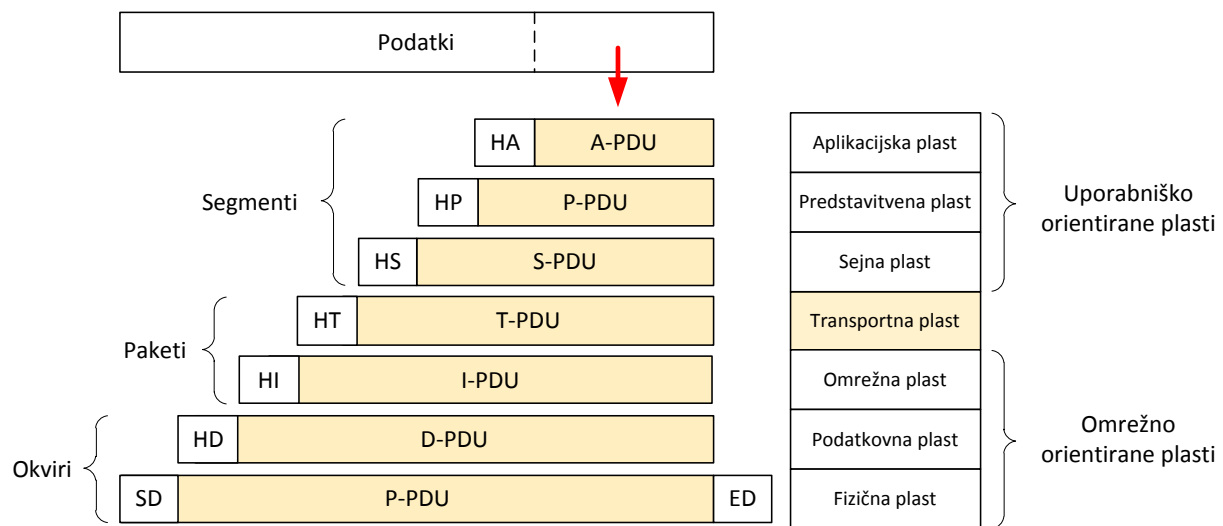 Podatki
HA A-PDU Aplikacijska plast
Segmenti HP P-PDU Predstavitvena plast Uporabniško
orientirane plasti
HS S-PDU Sejna plast
HT T-PDU Transportna plast
Paketi
HI I-PDU Omrežna plast
HD D-PDU Podatkovna plast Omrežno
orientirane plasti
Okviri
SD P-PDU ED Fizična plast